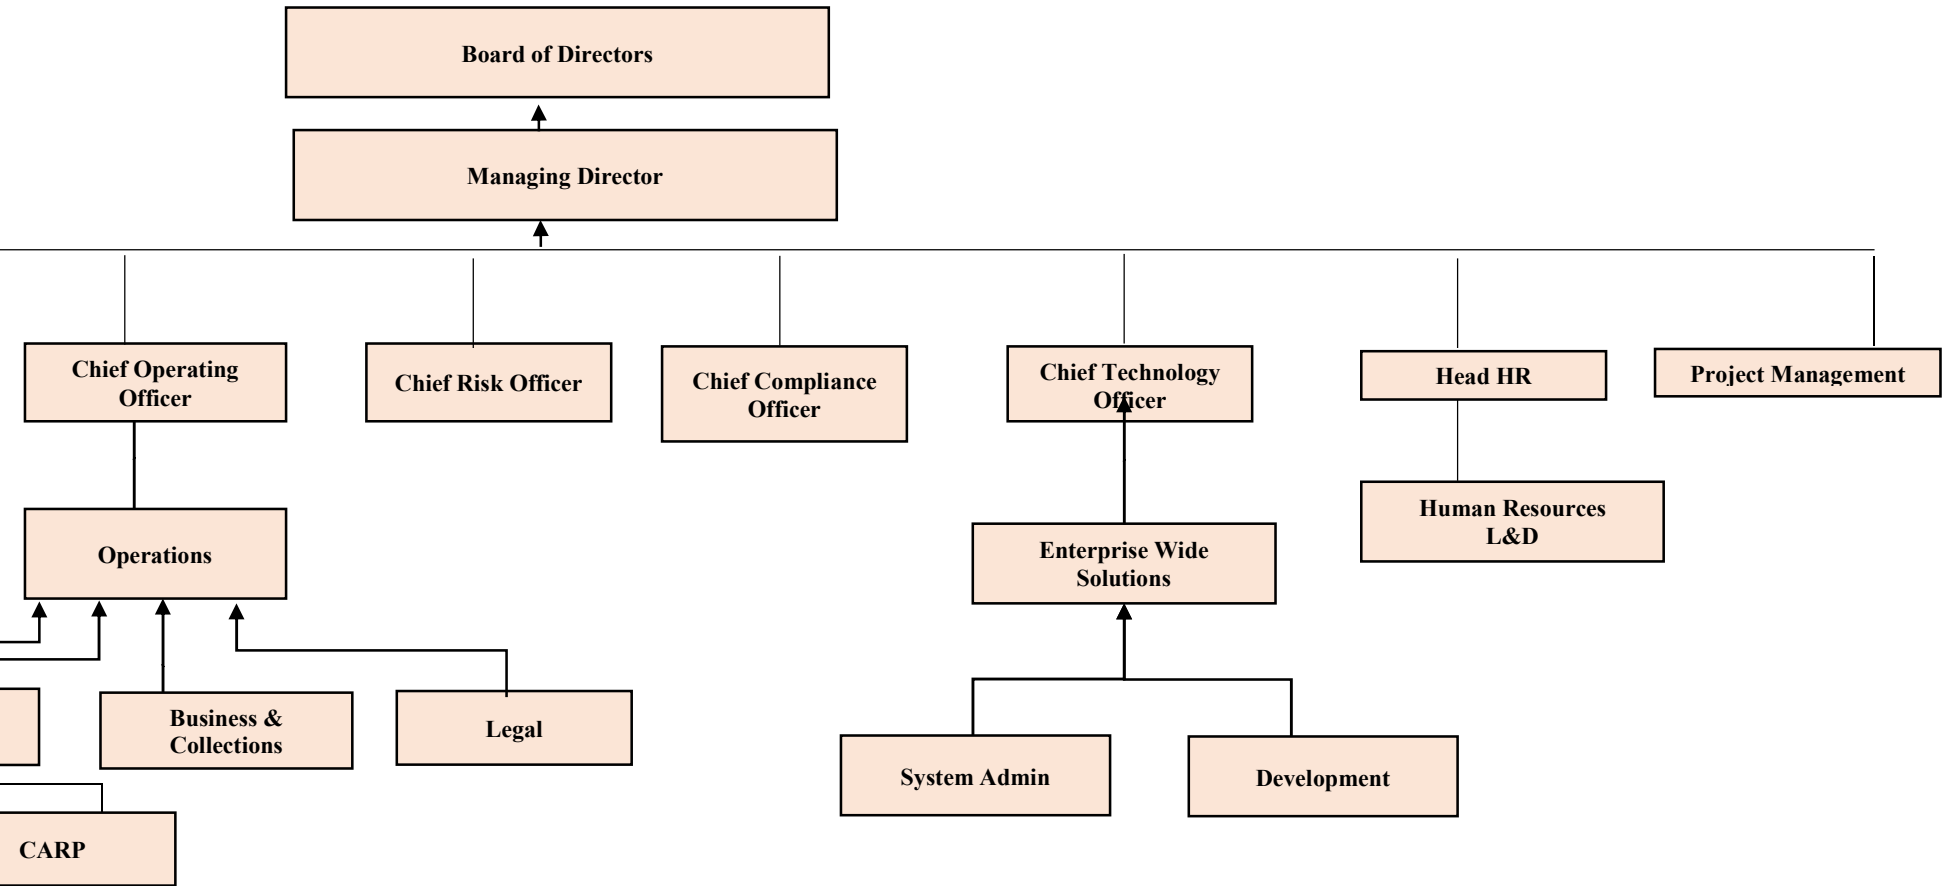 Board of Directors
Managing Director
Chief Operating
Officer
Chief Risk Officer
Chief Compliance
Officer
Chief Technology
Officer
Head HR
Project Management
Operations
Enterprise Wide
Solutions
Human Resources
L&D
Business &
Collections
Legal
System Admin
Development
CARP